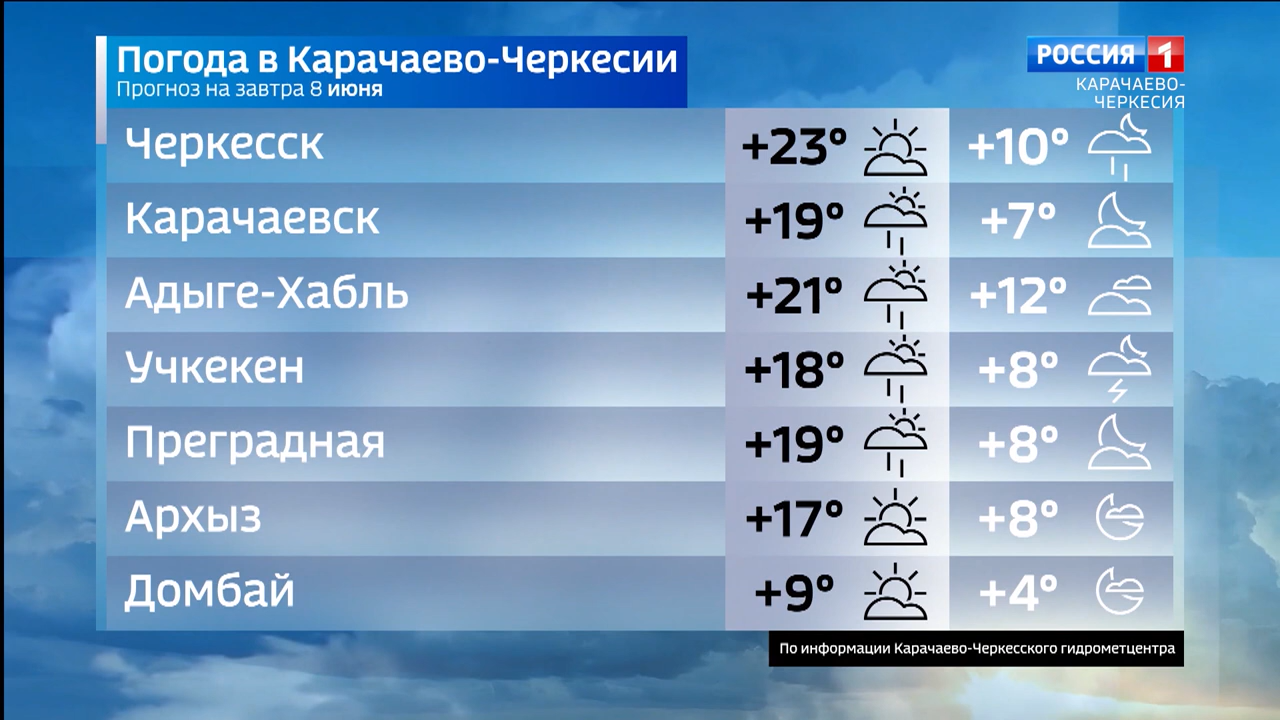 Погода в Карачаево-Черкесии
Прогноз на завтра 8 июня
РОССИЯ 1
КАРАЧАЕВО-
ЧЕРКЕСИЯ
Черкесск +23° +10°
Карачаевск +19° +7°
Адыге-Хабль +21° +12°
Учкекен +18° +8°
Преградная +19° +8°
Архыз +17° +8°
Домбай +9° +4°
По информации Карачаево-Черкесского гидрометцентра